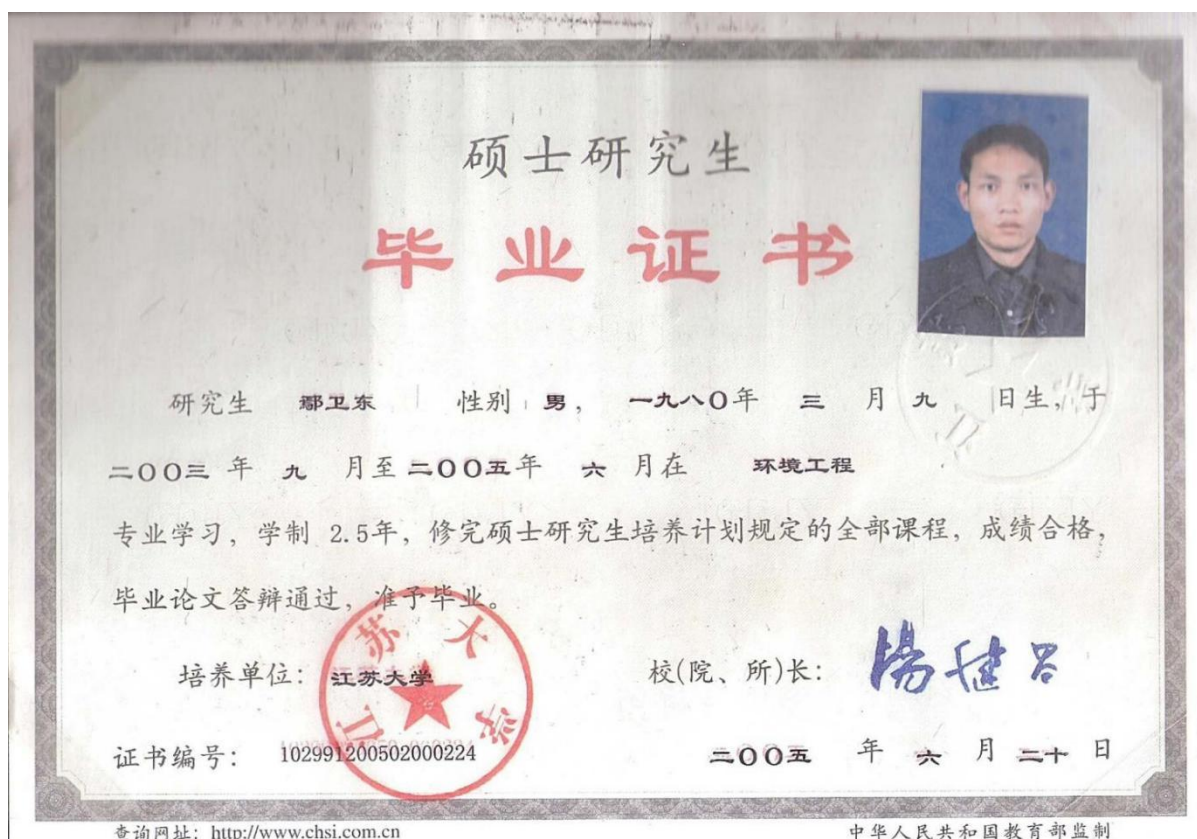 硕士研究生
毕业证书
研究生 鄢卫东 性别 男, 一九八〇年 三 月 九 日生,于
二〇〇三 年 九 月至 二〇〇五年 六 月在 环境工程
专业学习, 学制 2.5年, 修完硕士研究生培养计划规定的全部课程, 成绩合格,
毕业论文答辩通过, 准予毕业。
江苏大学
培养单位: 江苏大学 校(院、所)长:
证书编号: 102991200502000224 二〇〇五 年 六 月 二十 日
查询网址: http://www.chsi.com.cn 中华人民共和国教育部监制